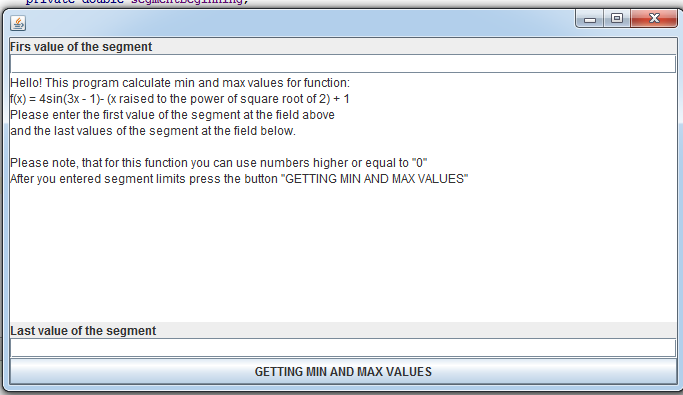 private double segmentBeginning;
Firs value of the segment
Hello! This program calculate min and max values for function:
f(x) = 4sin(3x - 1)- (x raised to the power of square root of 2) + 1
Please enter the first value of the segment at the field above
and the last values of the segment at the field below.
Please note, that for this function you can use numbers higher or equal to "0"
After you entered segment limits press the button "GETTING MIN AND MAX VALUES"
Last value of the segment
GETTING MIN AND MAX VALUES